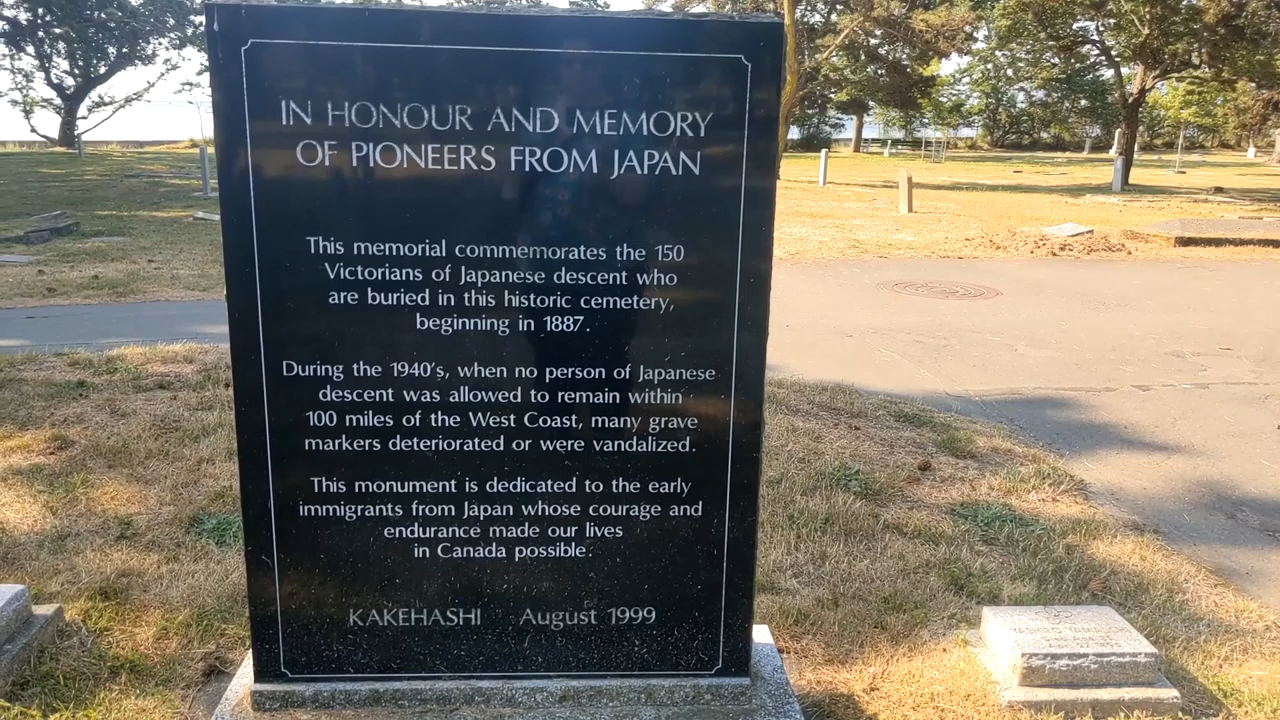 IN HONOUR AND MEMORY
OF PIONEERS FROM JAPAN
This memorial commemorates the 150
Victorians of Japanese descent who
are buried in this historic cemetery,
beginning in 1887.
During the 1940's, when no person of Japanese
descent was allowed to remain within
100 miles of the West Coast, many grave
markers deteriorated or were vandalized.
This monument is dedicated to the early
immigrants from Japan whose courage and
endurance made our lives
in Canada possible.
KAKEHASHI August 1999